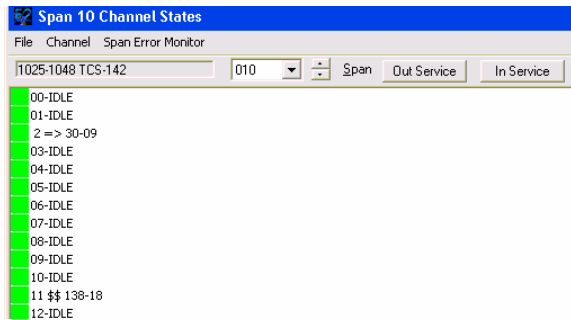 Span 10 Channel States
File Channel Span Error Monitor
1025-1048 TCS-142 010 Span Out Service In Service
00-IDLE
01-IDLE
2 => 30-09
03-IDLE
04-IDLE
05-IDLE
06-IDLE
07-IDLE
08-IDLE
09-IDLE
10-IDLE
11 $$ 138-18
12-IDLE